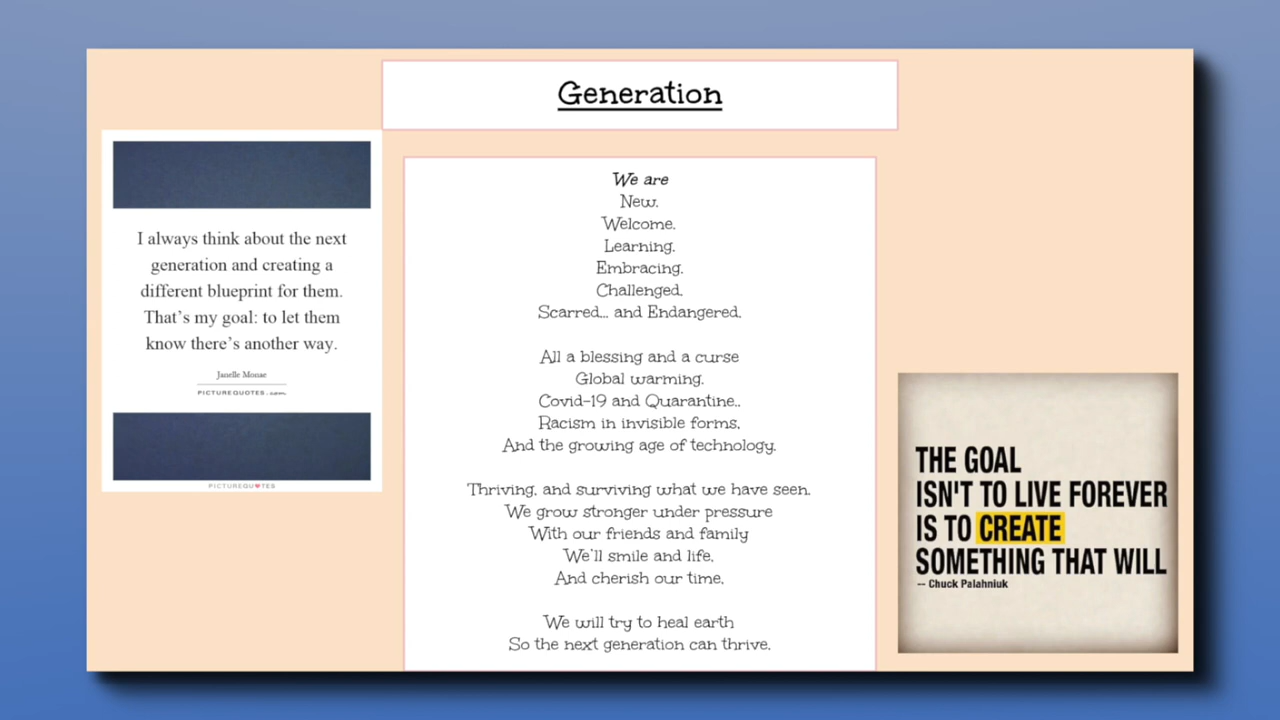 Generation
I always think about the next
generation and creating a
different blueprint for them.
That's my goal: to let them
know there's another way.
Janelle Monae
PICTUREQUOTES.com
PICTUREQU♥TES
We are
New.
Welcome.
Learning.
Embracing.
Challenged.
Scarred... and Endangered.
All a blessing and a curse
Global warming.
Covid-19 and Quarantine..
Racism in invisible forms,
And the growing age of technology.
Thriving, and surviving what we have seen.
We grow stronger under pressure
With our friends and family
We'll smile and life,
And cherish our time,
We will try to heal earth
So the next generation can thrive.
THE GOAL
ISN'T TO LIVE FOREVER
IS TO CREATE
SOMETHING THAT WILL
-- Chuck Palahniuk